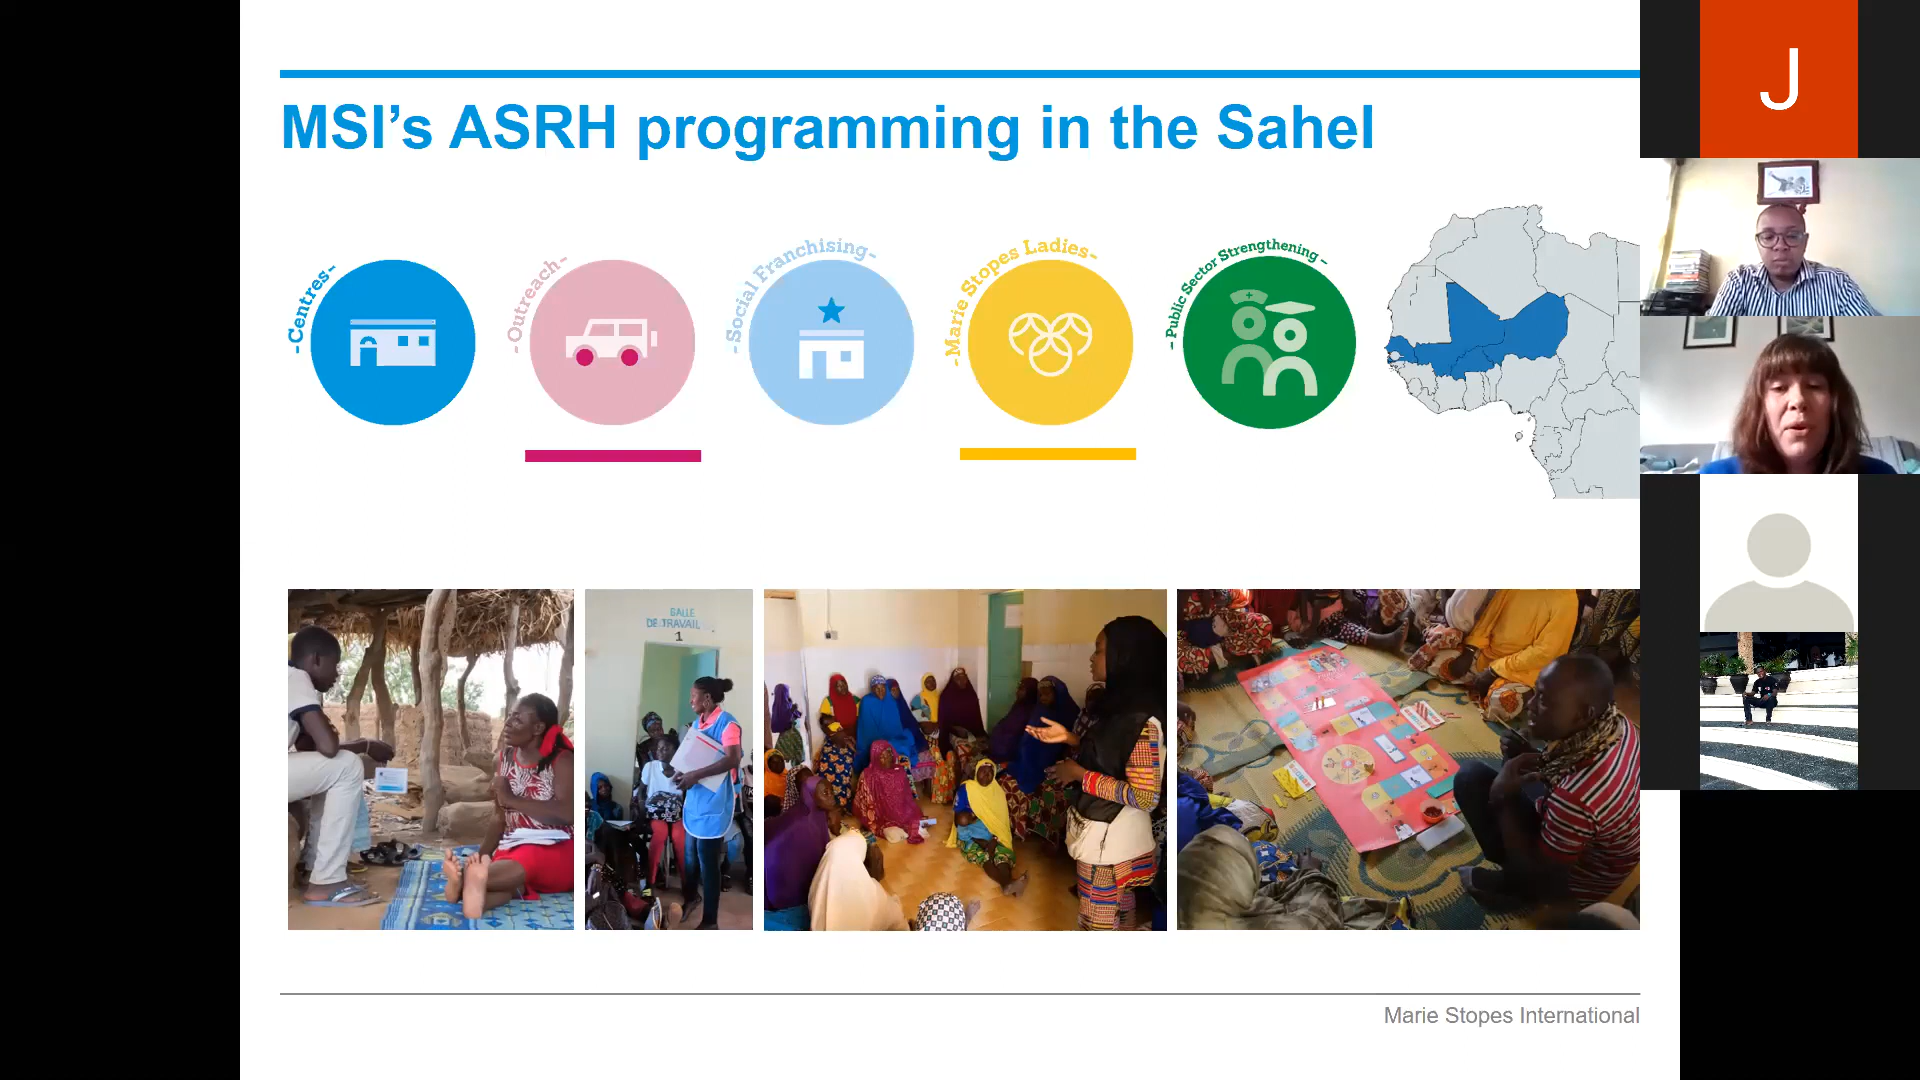 MSI’s ASRH programming in the Sahel
-Centres-
-Outreach-
-Social Franchising-
-Marie Stopes Ladies-
- Public Sector Strengthening -
SALLE
DE TRAVAIL
1
Marie Stopes International
J